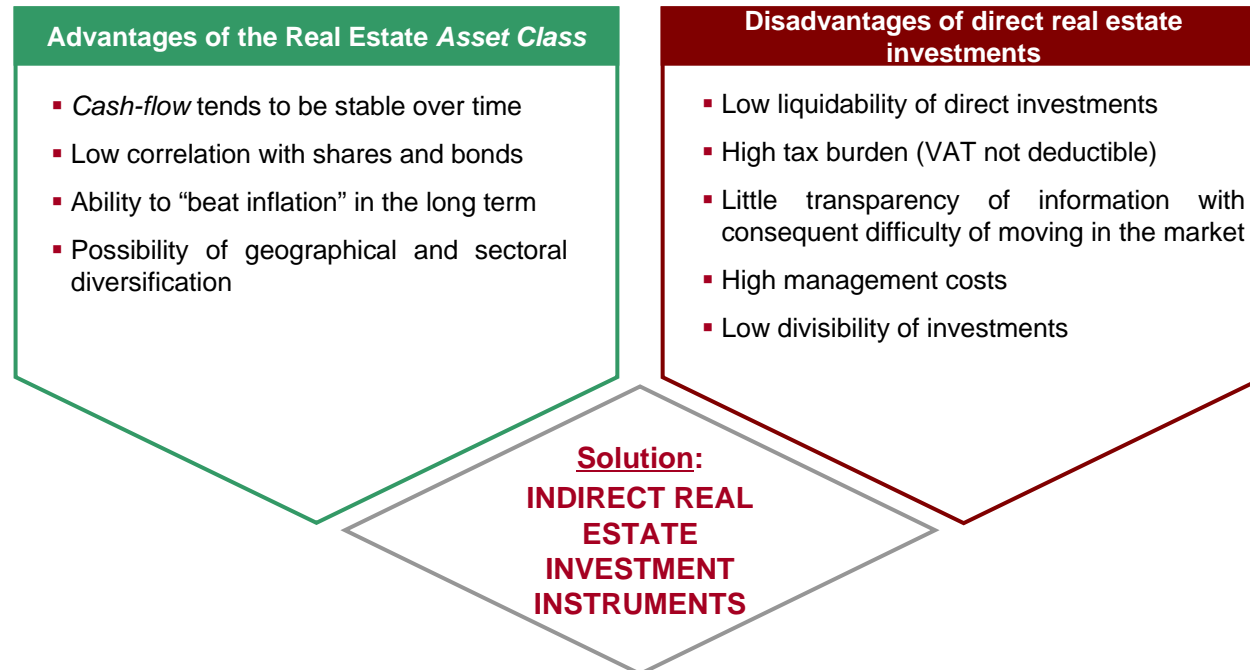 Advantages of the Real Estate Asset Class
▪ Cash-flow tends to be stable over time
▪ Low correlation with shares and bonds
▪ Ability to “beat inflation” in the long term
▪ Possibility of geographical and sectoral
diversification
Disadvantages of direct real estate
investments
▪ Low liquidability of direct investments
▪ High tax burden (VAT not deductible)
▪ Little transparency of information with
consequent difficulty of moving in the market
▪ High management costs
▪ Low divisibility of investments
Solution:
INDIRECT REAL
ESTATE
INVESTMENT
INSTRUMENTS